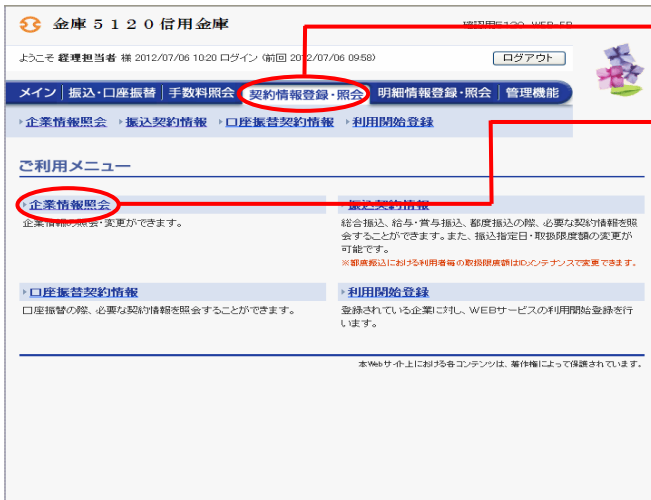 金庫５１２０信用金庫
確認用5120-WEB-FB
ようこそ 経理担当者 様 2012/07/06 10:20 ログイン (前回 2012/07/06 09:58)
ログアウト
メイン 振込・口座振替 手数料照会 契約情報登録・照会 明細情報登録・照会 管理機能
企業情報照会 振込契約情報 口座振替契約情報 利用開始登録
ご利用メニュー
企業情報照会
企業情報の照会・変更ができます。
振込契約情報
総合振込、給与・賞与振込、都度振込の際、必要な契約情報を照
会することができます。また、振込指定日・取扱限度額の変更が
可能です。
※都度振込における利用者毎の取扱限度額はIDメンテナンスで変更できます。
口座振替契約情報
口座振替の際、必要な契約情報を照会することができます。
利用開始登録
登録されている企業に対し、WEBサービスの利用開始登録を行
います。
本Webサイト上における各コンテンツは、著作権によって保護されています。